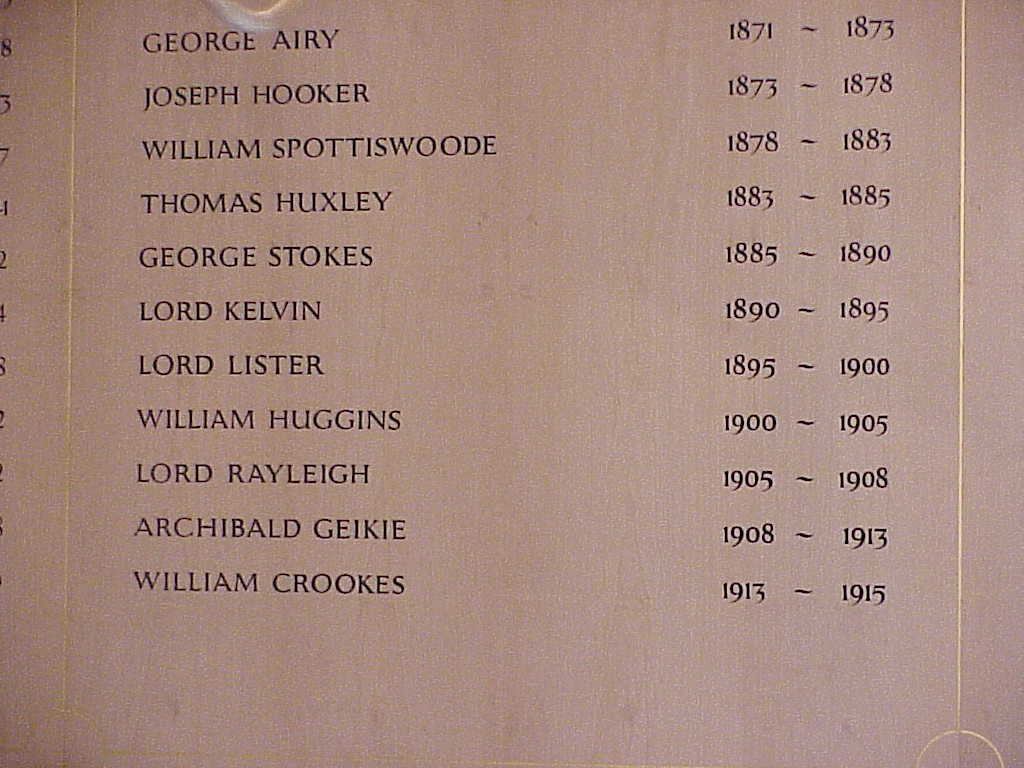 GEORGE AIRY 1871 ~ 1873
JOSEPH HOOKER 1873 ~ 1878
WILLIAM SPOTTISWOODE 1878 ~ 1883
THOMAS HUXLEY 1883 ~ 1885
GEORGE STOKES 1885 ~ 1890
LORD KELVIN 1890 ~ 1895
LORD LISTER 1895 ~ 1900
WILLIAM HUGGINS 1900 ~ 1905
LORD RAYLEIGH 1905 ~ 1908
ARCHIBALD GEIKIE 1908 ~ 1913
WILLIAM CROOKES 1913 ~ 1915